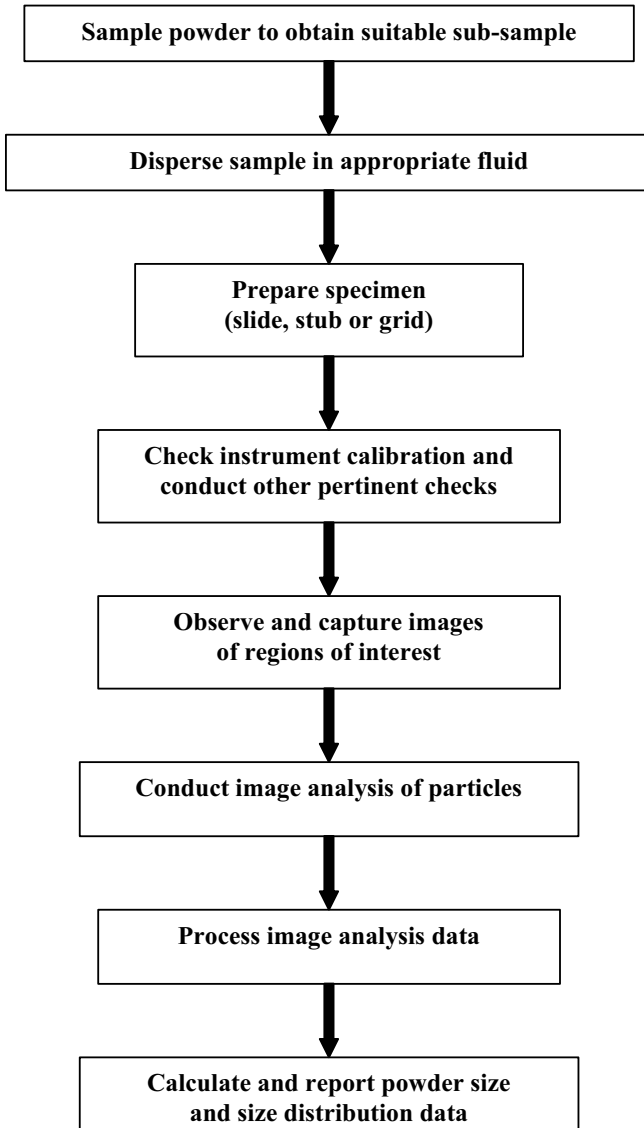 Sample powder to obtain suitable sub-sample
Disperse sample in appropriate fluid
Prepare specimen
(slide, stub or grid)
Check instrument calibration and
conduct other pertinent checks
Observe and capture images
of regions of interest
Conduct image analysis of particles
Process image analysis data
Calculate and report powder size
and size distribution data